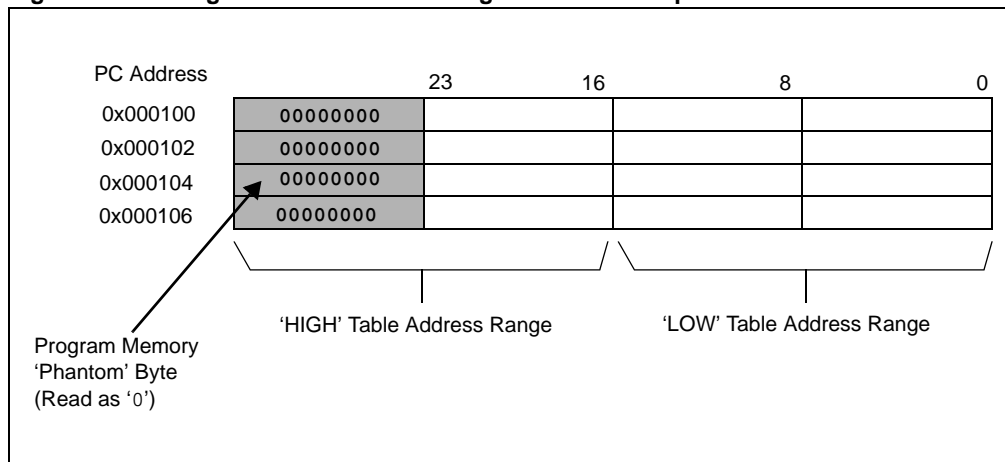 PC Address
23 16 8 0
0x000100 00000000
0x000102 00000000
0x000104 00000000
0x000106 00000000
‘HIGH’ Table Address Range ‘LOW’ Table Address Range
Program Memory
‘Phantom’ Byte
(Read as ‘0’)